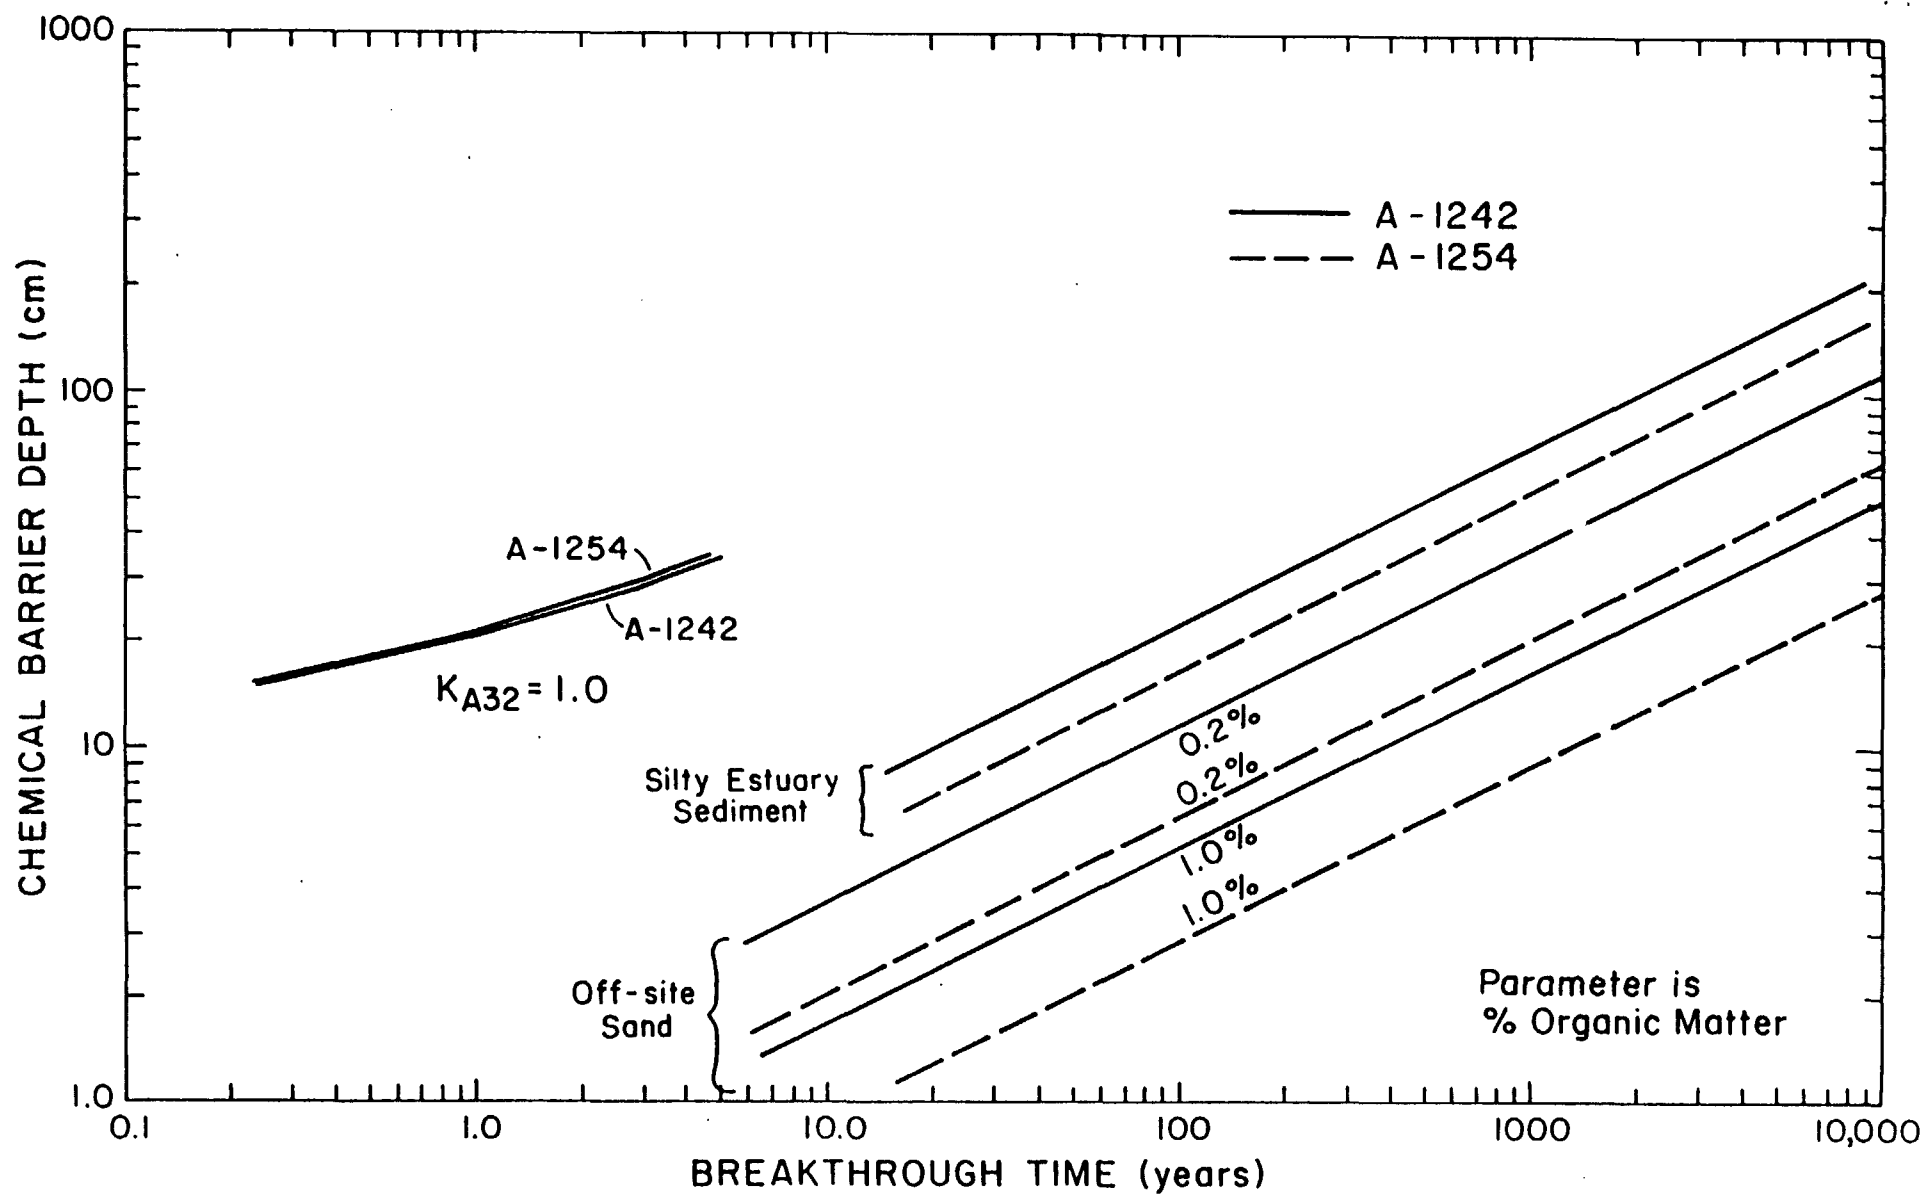 1000
100
10
1.0
CHEMICAL BARRIER DEPTH (cm)
A-1242
A-1254
A-1254
A-1242
K_A32 = 1.0
Silty Estuary
Sediment
0.2%
0.2%
1.0%
1.0%
Off-site
Sand
Parameter is
% Organic Matter
0.1
1.0
10.0
100
1000
10,000
BREAKTHROUGH TIME (years)